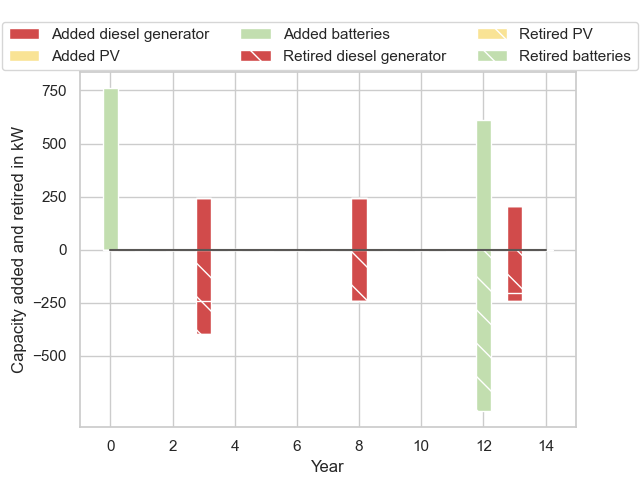 Added diesel generator Added batteries Retired PV
Added PV Retired diesel generator Retired batteries
Capacity added and retired in kW
750
500
250
0
−250
−500
0 2 4 6 8 10 12 14
Year